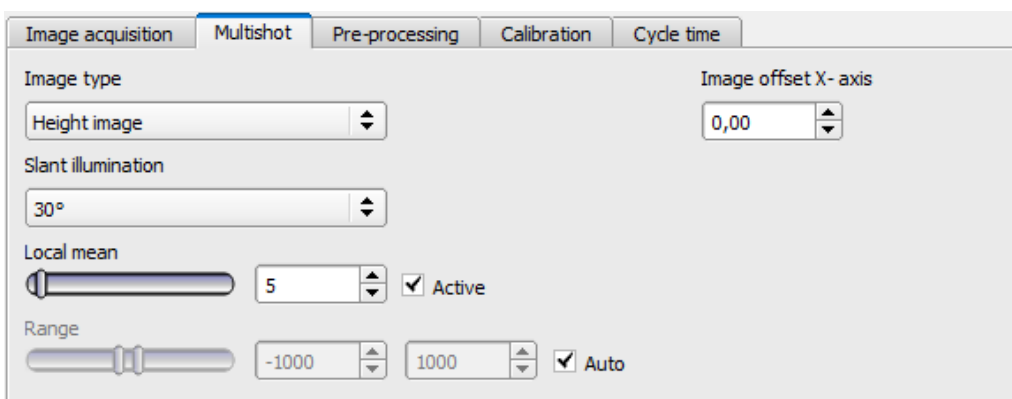 Image acquisition Multishot Pre-processing Calibration Cycle time
Image type Image offset X- axis
Height image 0,00
Slant illumination
30°
Local mean
5 Active
Range
-1000 1000 Auto